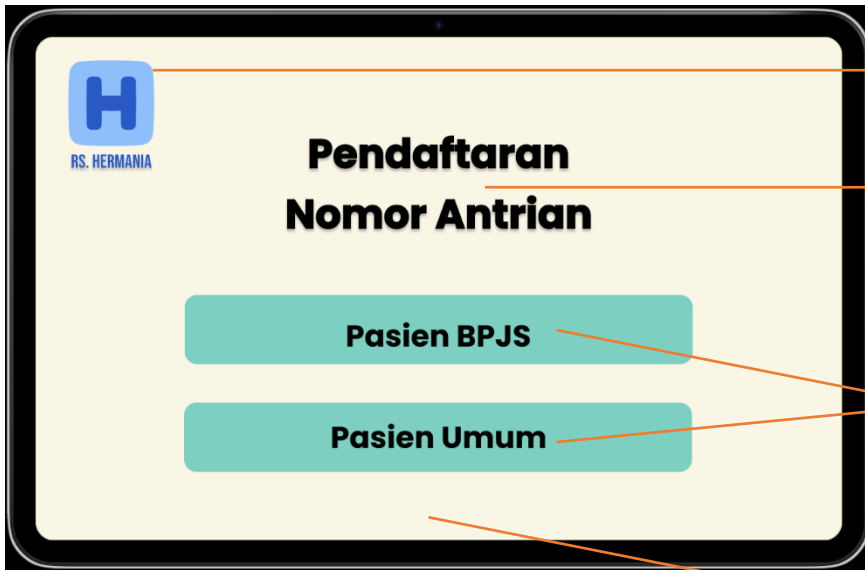 H
RS. HERMANIA
Pendaftaran
Nomor Antrian
Pasien BPJS
Pasien Umum